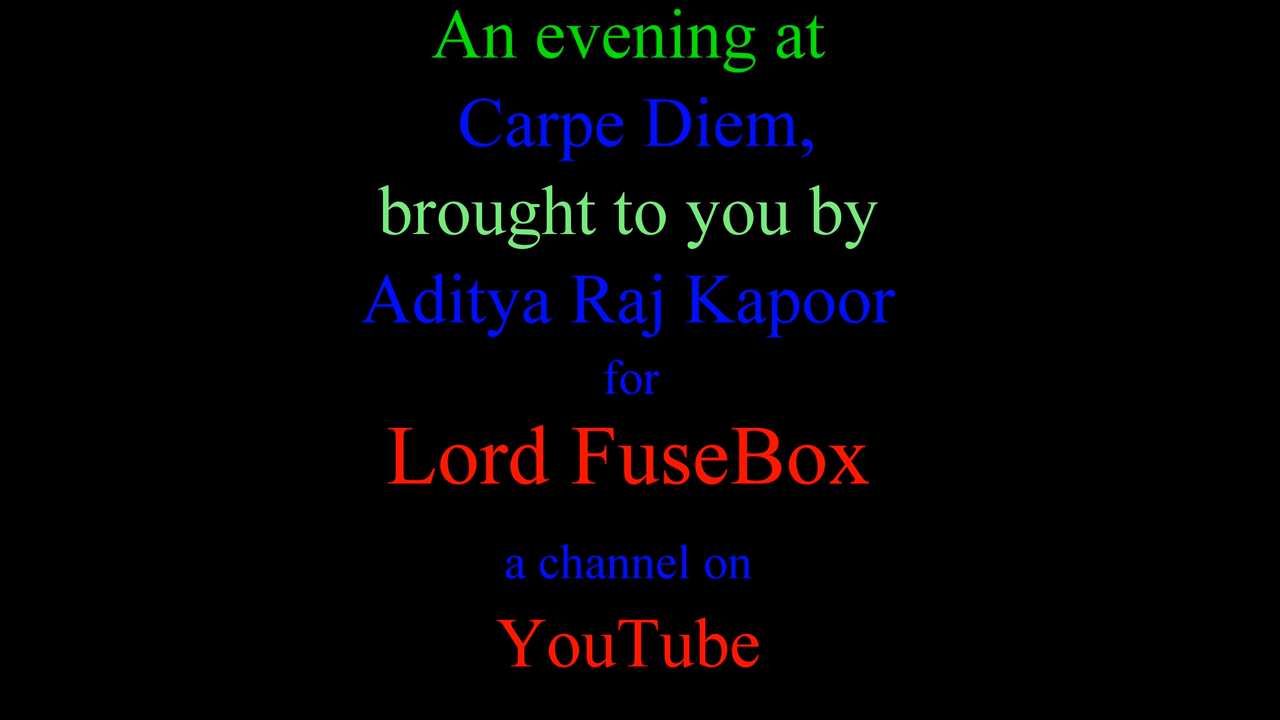 An evening at
Carpe Diem,
brought to you by
Aditya Raj Kapoor
for
Lord FuseBox
a channel on
YouTube